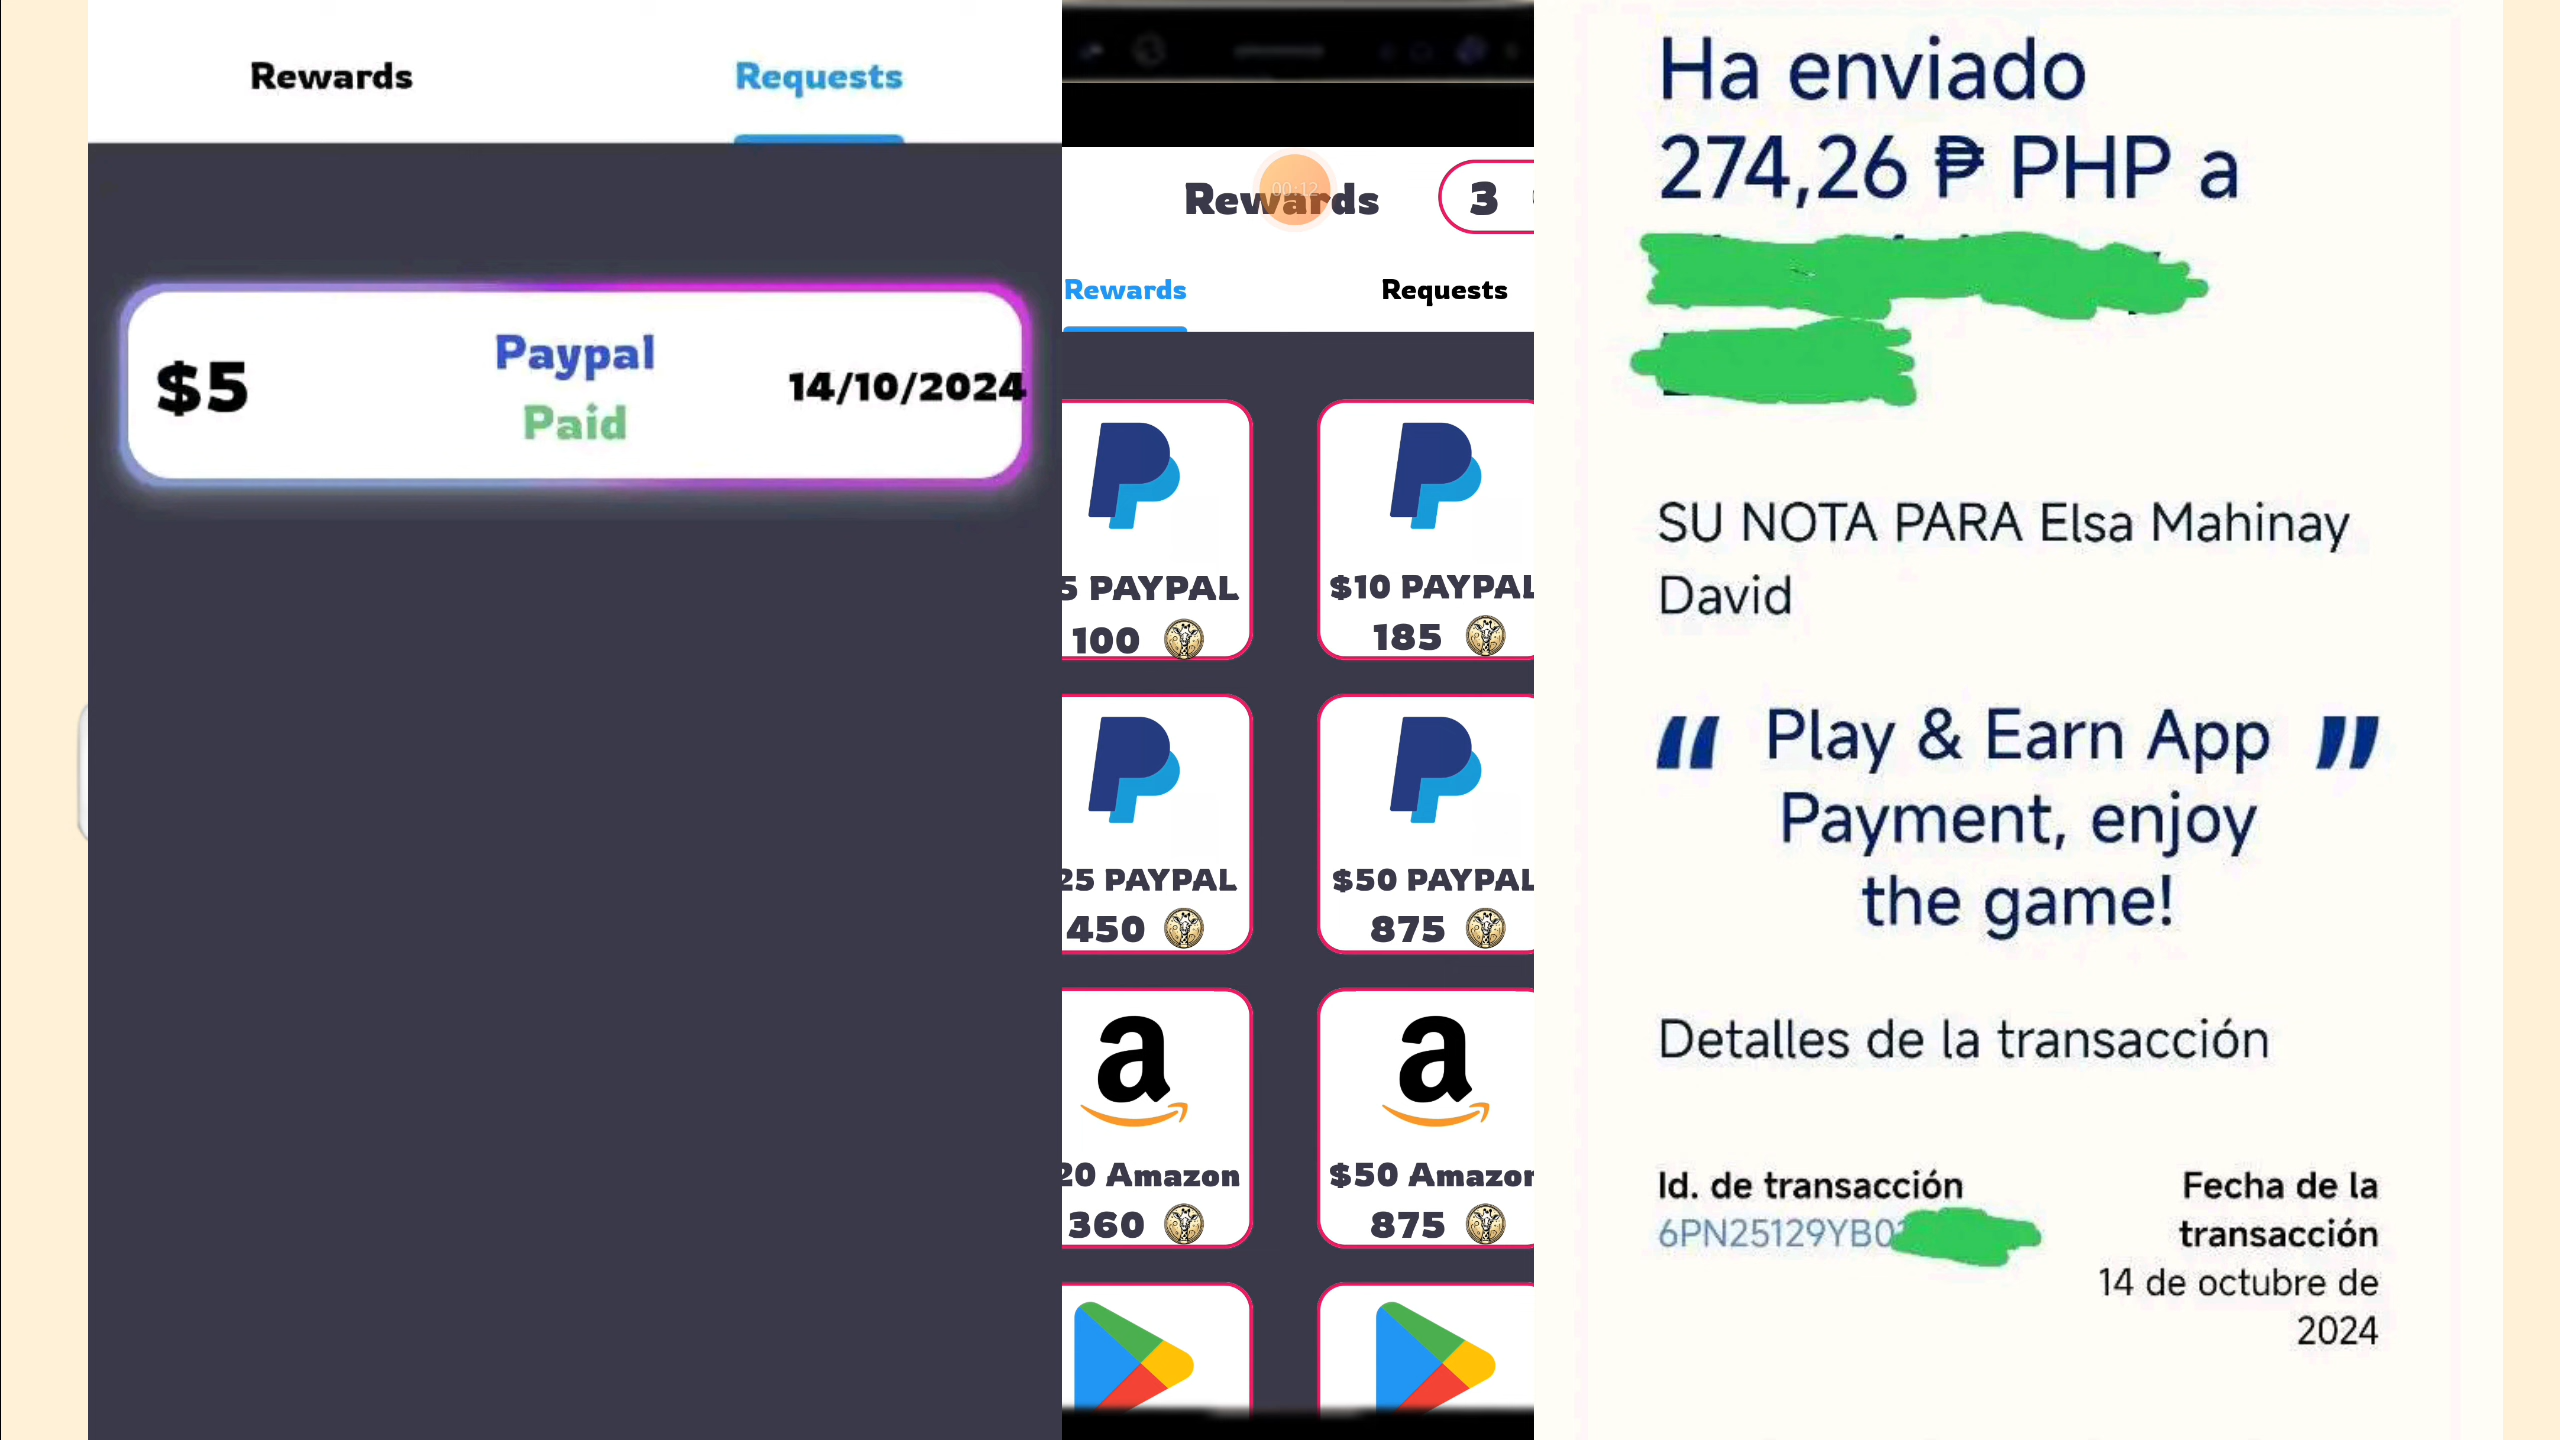 Rewards
Requests
$5
Paypal
Paid
14/10/2024
00:12
Rewards
3
Rewards
Requests
5 PAYPAL
100
$10 PAYPAL
185
25 PAYPAL
450
$50 PAYPAL
875
20 Amazon
360
$50 Amazon
875
Ha enviado
274,26 ₱ PHP a
SU NOTA PARA Elsa Mahinay
David
“ Play & Earn App ”
Payment, enjoy
the game!
Detalles de la transacción
Id. de transacción
6PN25129YB0
Fecha de la
transacción
14 de octubre de
2024